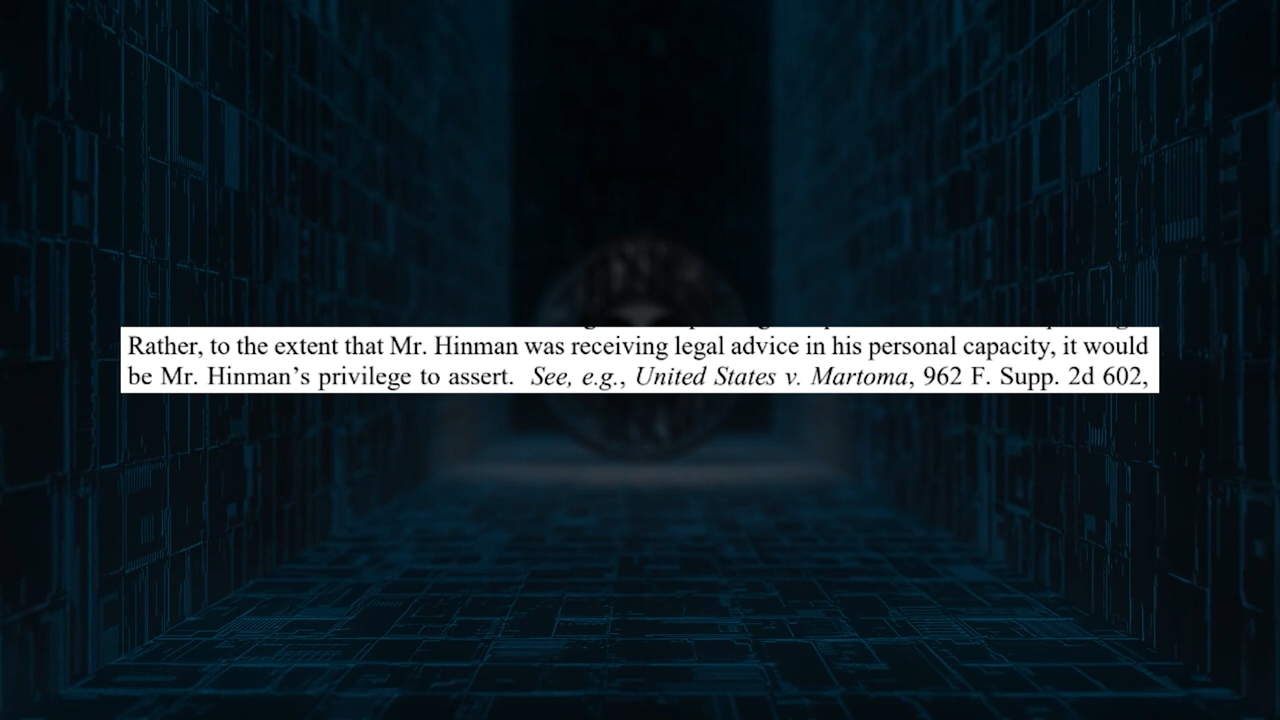 Rather, to the extent that Mr. Hinman was receiving legal advice in his personal capacity, it would
be Mr. Hinman’s privilege to assert. See, e.g., United States v. Martoma, 962 F. Supp. 2d 602,